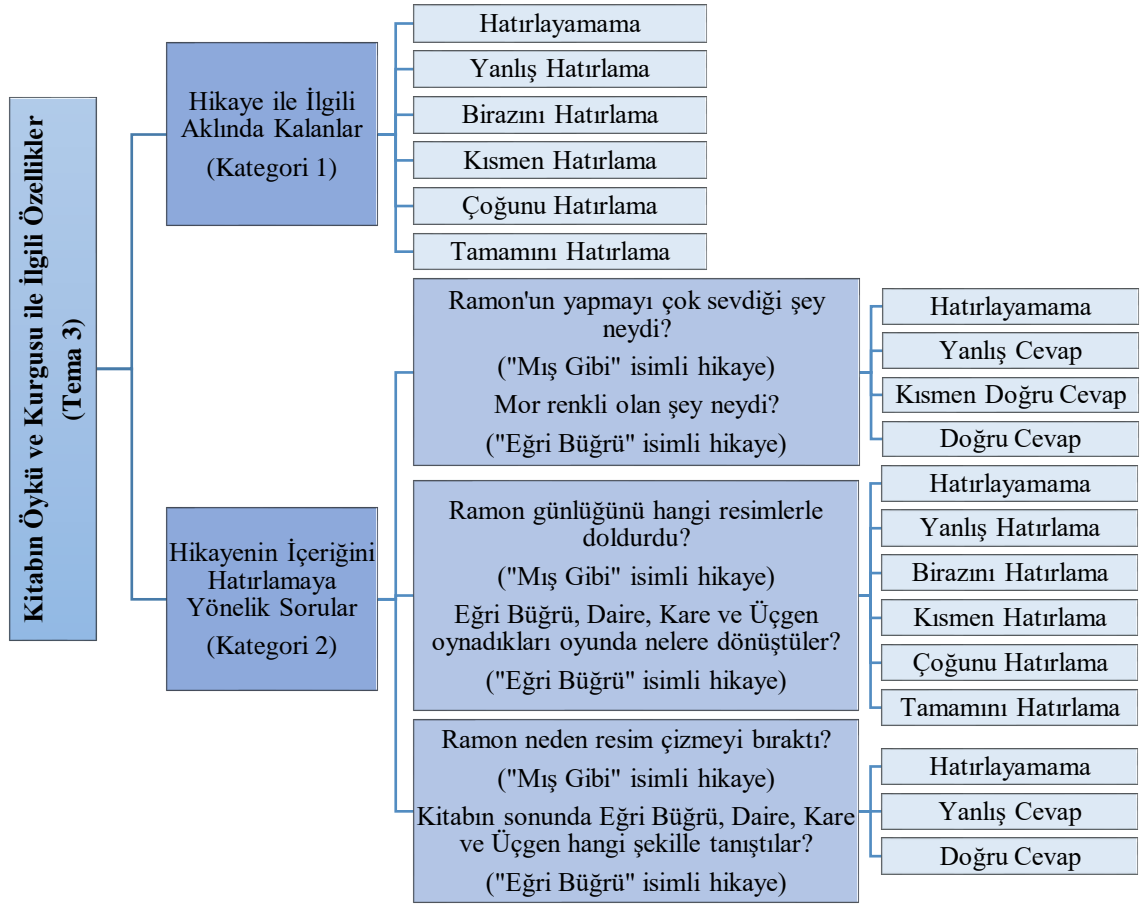 Kitabın Öykü ve Kurgusu ile İlgili Özellikler
(Tema 3)
Hikaye ile İlgili
Aklında Kalanlar
(Kategori 1)
Hatırlayamama
Yanlış Hatırlama
Birazını Hatırlama
Kısmen Hatırlama
Çoğunu Hatırlama
Tamamını Hatırlama
Hikayenin İçeriğini
Hatırlamaya
Yönelik Sorular
(Kategori 2)
Ramon'un yapmayı çok sevdiği şey
neydi?
("Mış Gibi" isimli hikaye)
Mor renkli olan şey neydi?
("Eğri Büğrü" isimli hikaye)
Hatırlayamama
Yanlış Cevap
Kısmen Doğru Cevap
Doğru Cevap
Ramon günlüğünü hangi resimlerle
doldurdu?
("Mış Gibi" isimli hikaye)
Eğri Büğrü, Daire, Kare ve Üçgen
oynadıkları oyunda nelere dönüştüler?
("Eğri Büğrü" isimli hikaye)
Hatırlayamama
Yanlış Hatırlama
Birazını Hatırlama
Kısmen Hatırlama
Çoğunu Hatırlama
Tamamını Hatırlama
Ramon neden resim çizmeyi bıraktı?
("Mış Gibi" isimli hikaye)
Kitabın sonunda Eğri Büğrü, Daire, Kare
ve Üçgen hangi şekille tanıştılar?
("Eğri Büğrü" isimli hikaye)
Hatırlayamama
Yanlış Cevap
Doğru Cevap